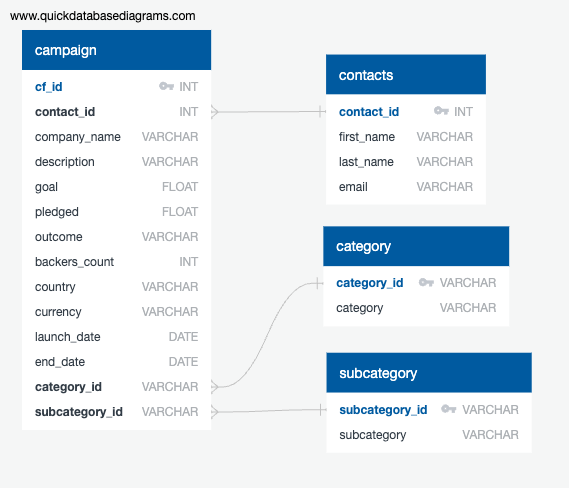 www.quickdatabasediagrams.com
campaign
cf_id INT
contact_id INT
company_name VARCHAR
description VARCHAR
goal FLOAT
pledged FLOAT
outcome VARCHAR
backers_count INT
country VARCHAR
currency VARCHAR
launch_date DATE
end_date DATE
category_id VARCHAR
subcategory_id VARCHAR
contacts
contact_id INT
first_name VARCHAR
last_name VARCHAR
email VARCHAR
category
category_id VARCHAR
category VARCHAR
subcategory
subcategory_id VARCHAR
subcategory VARCHAR